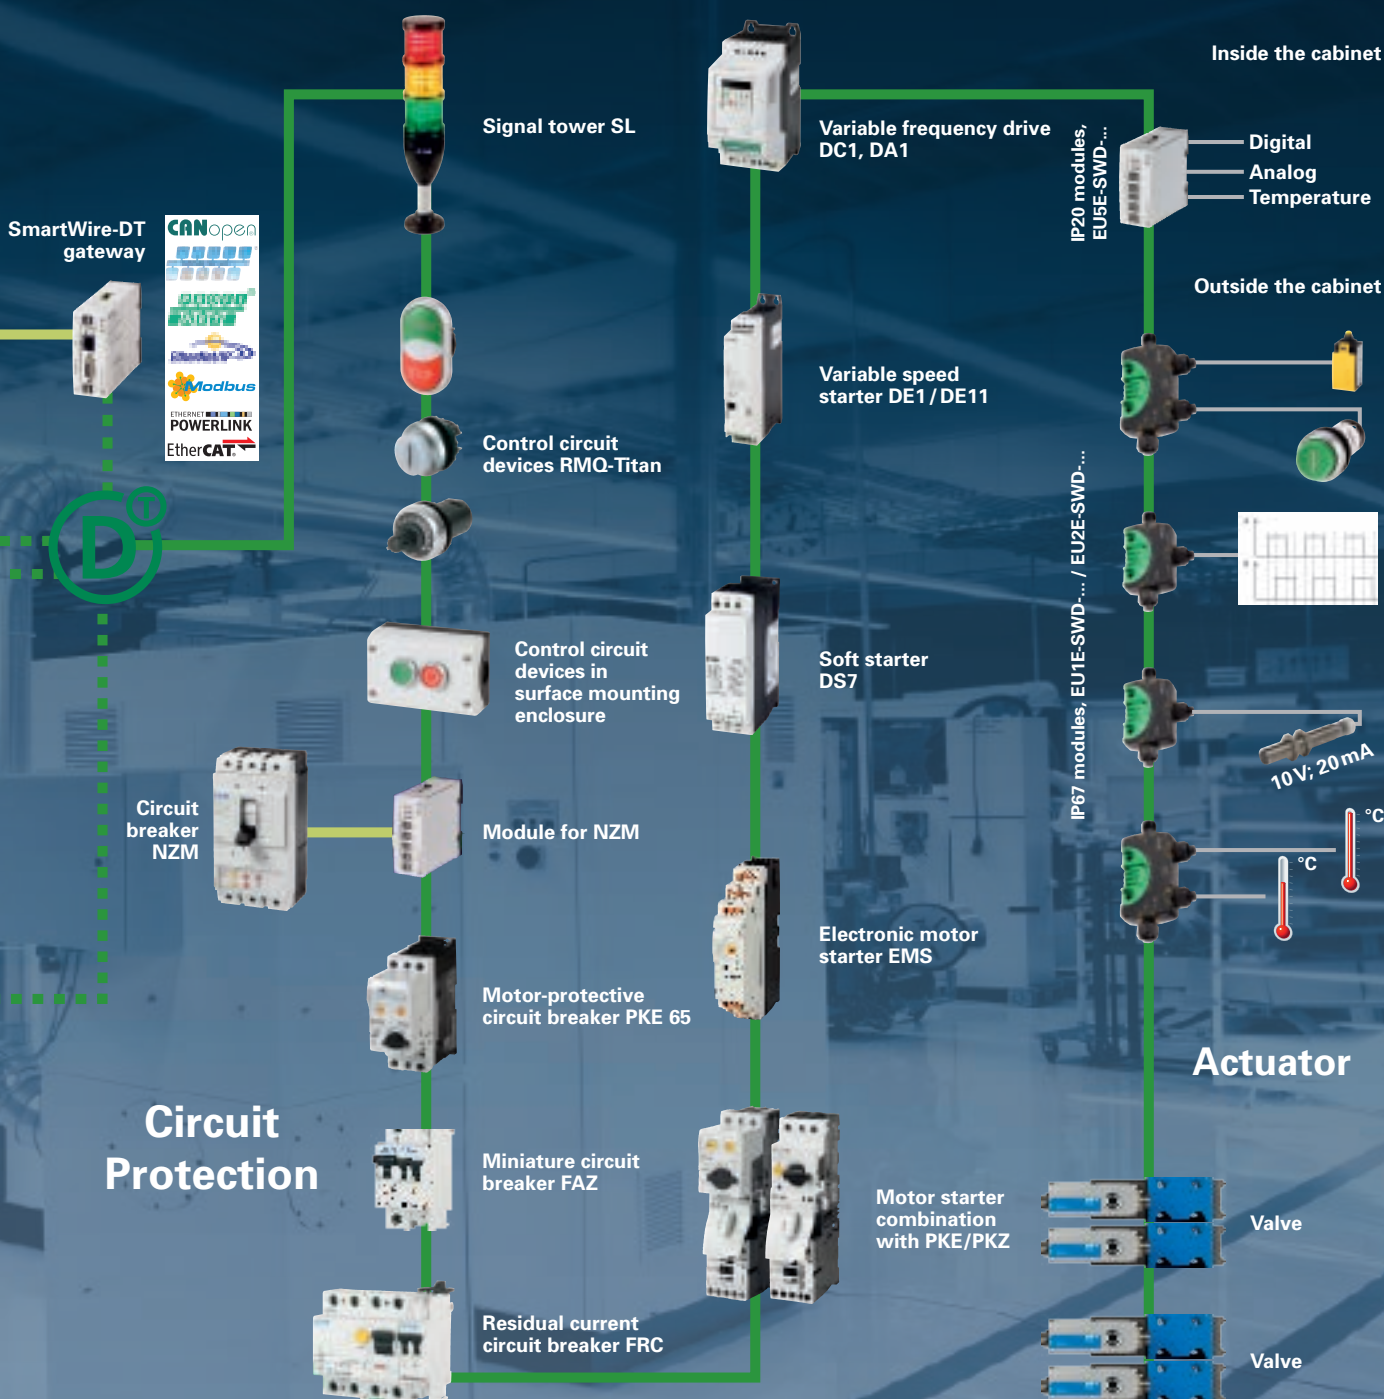 Signal tower SL
SmartWire-DT
gateway
CANopen
Modbus
ETHERNET
POWERLINK
EtherCAT
D T
Control circuit
devices RMQ-Titan
Control circuit
devices in
surface mounting
enclosure
Circuit
breaker
NZM
Module for NZM
Motor-protective
circuit breaker PKE 65
Circuit
Protection
Miniature circuit
breaker FAZ
Residual current
circuit breaker FRC
Variable frequency drive
DC1, DA1
Variable speed
starter DE1 / DE11
Soft starter
DS7
Electronic motor
starter EMS
Motor starter
combination
with PKE/PKZ
Inside the cabinet
IP20 modules,
EU5E-SWD-...
Digital
Analog
Temperature
Outside the cabinet
IP67 modules, EU1E-SWD-... / EU2E-SWD-...
10 V; 20 mA
°C
°C
Actuator
Valve
Valve